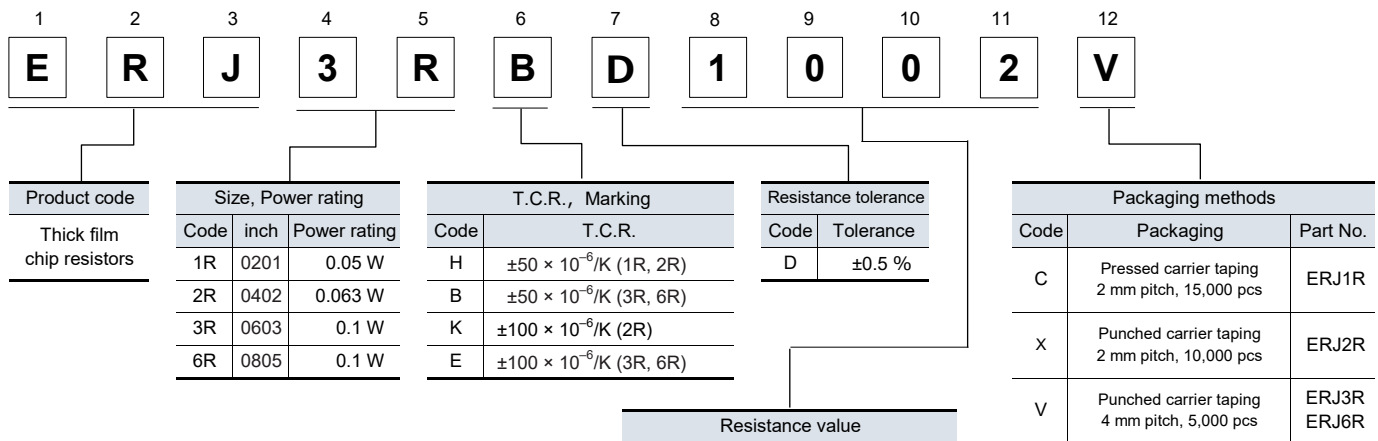 1 2 3 4 5 6 7 8 9 10 11 12
E R J 3 R B D 1 0 0 2 V
Product code
Thick film
chip resistors
Size, Power rating
Code inch Power rating
1R 0201 0.05 W
2R 0402 0.063 W
3R 0603 0.1 W
6R 0805 0.1 W
T.C.R., Marking
Code T.C.R.
H ±50 × 10⁻⁶/K (1R, 2R)
B ±50 × 10⁻⁶/K (3R, 6R)
K ±100 × 10⁻⁶/K (2R)
E ±100 × 10⁻⁶/K (3R, 6R)
Resistance tolerance
Code Tolerance
D ±0.5 %
Packaging methods
Code Packaging Part No.
C Pressed carrier taping
2 mm pitch, 15,000 pcs ERJ1R
X Punched carrier taping
2 mm pitch, 10,000 pcs ERJ2R
V Punched carrier taping ERJ3R
4 mm pitch, 5,000 pcs ERJ6R
Resistance value